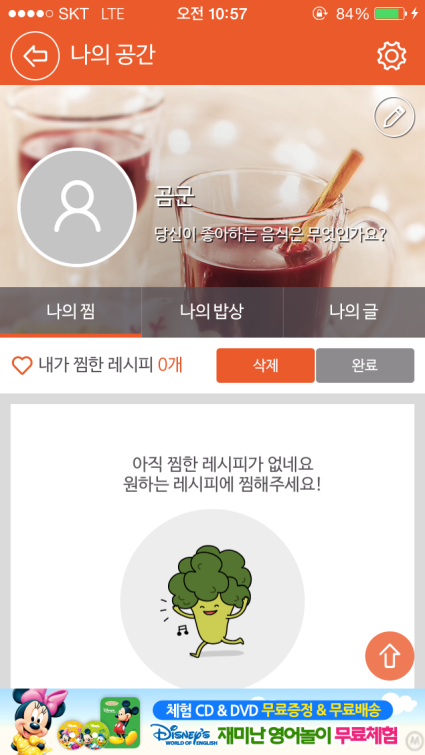 SKT LTE 오전 10:57 84%
나의 공간
곰군
당신이 좋아하는 음식은 무엇인가요?
나의 찜 나의 밥상 나의 글
내가 찜한 레시피 0개 삭제 완료
아직 찜한 레시피가 없네요
원하는 레시피에 찜해주세요!
체험 CD & DVD 무료증정 & 무료배송
DISNEY'S WORLD OF ENGLISH 재미난 영어놀이 무료체험
M